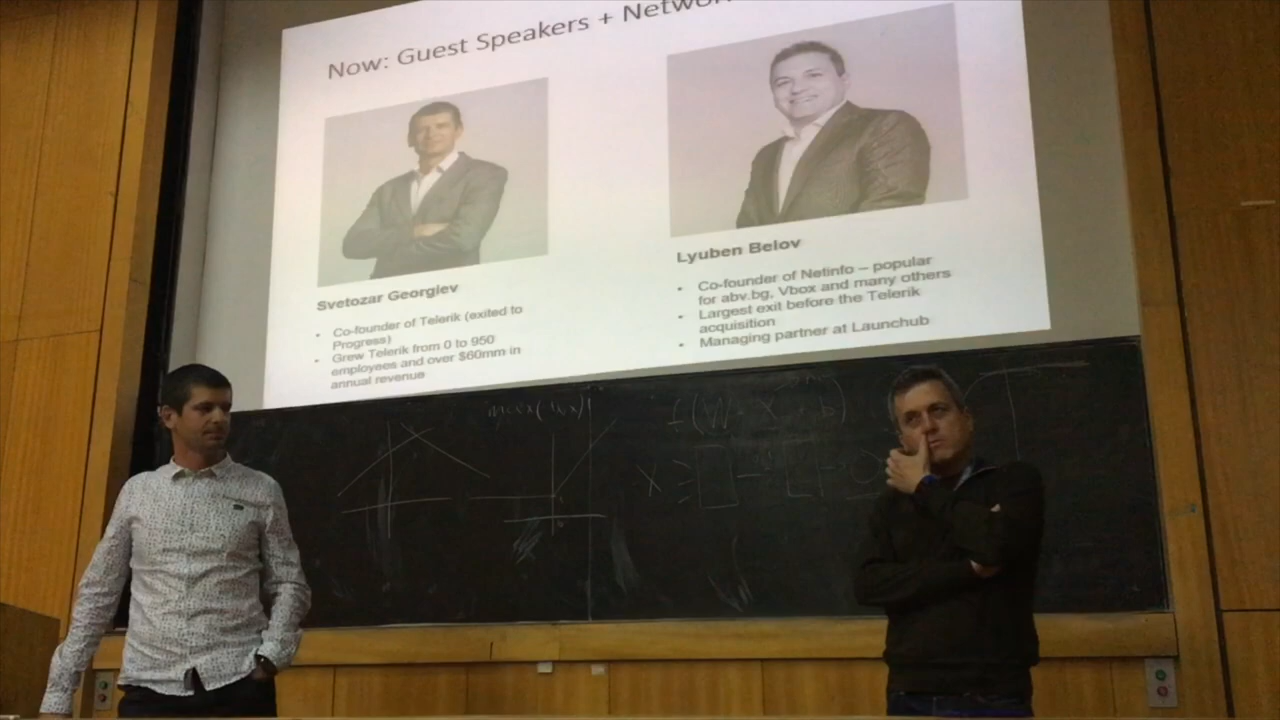 Now: Guest Speakers +
Svetozar Georgiev
• Co-founder of Telerik (exited to
Progress)
• Grew Telerik from 0 to 950
employees and over $60mm in
annual revenue
Lyuben Belov
• Co-founder of Netinfo – popular
for abv.bg, Vbox and many others
• Largest exit before the Telerik
acquisition
• Managing partner at Launchub